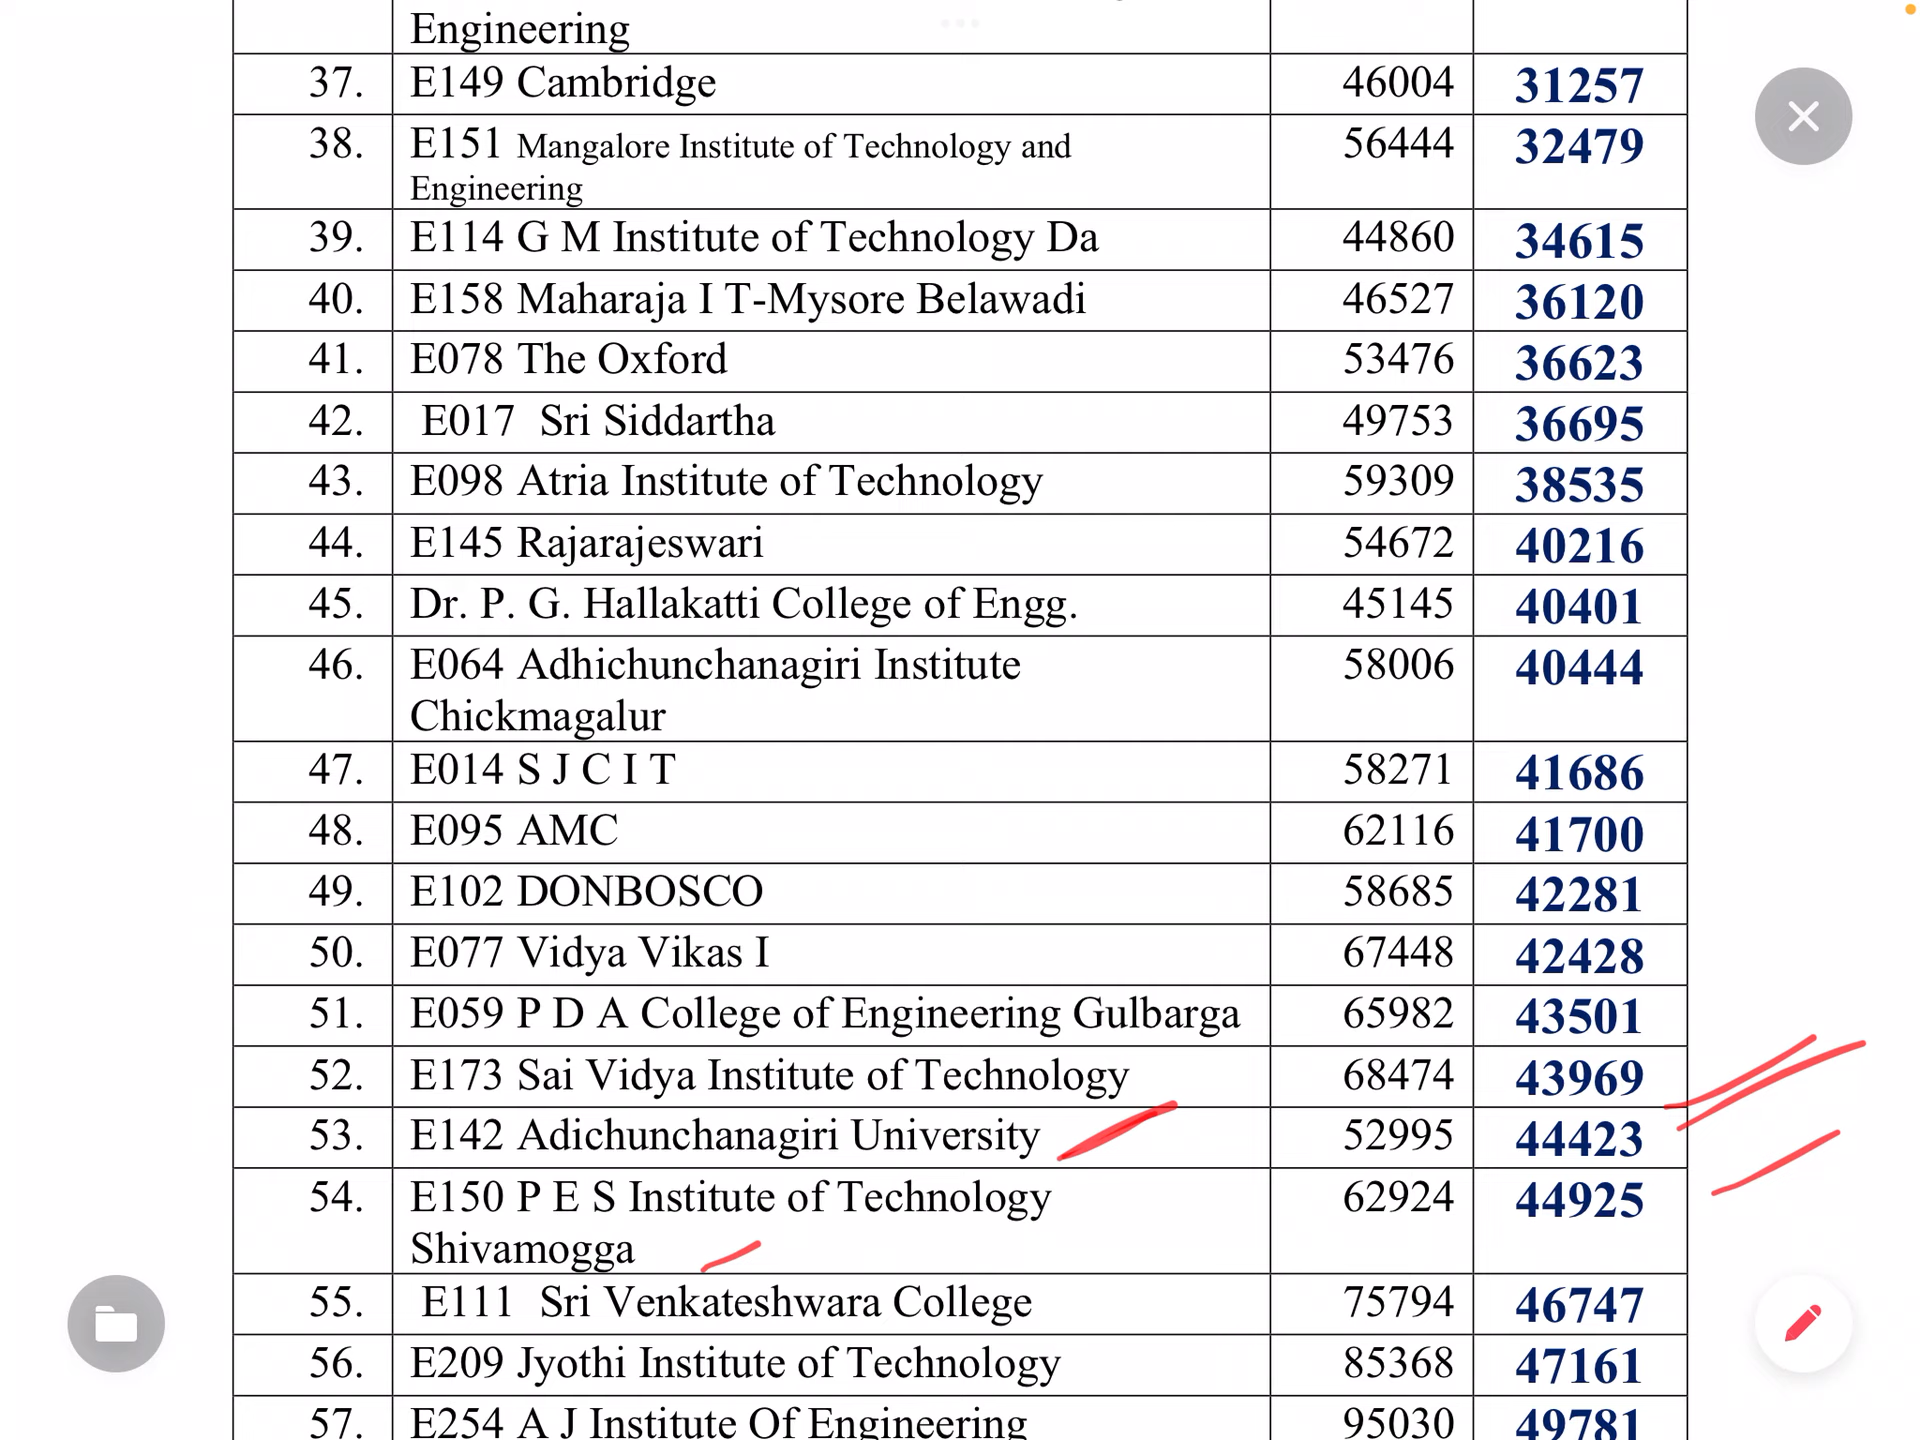 Engineering
37. E149 Cambridge 46004 31257
38. E151 Mangalore Institute of Technology and 56444 32479
Engineering
39. E114 G M Institute of Technology Da 44860 34615
40. E158 Maharaja I T-Mysore Belawadi 46527 36120
41. E078 The Oxford 53476 36623
42. E017 Sri Siddartha 49753 36695
43. E098 Atria Institute of Technology 59309 38535
44. E145 Rajarajeswari 54672 40216
45. Dr. P. G. Hallakatti College of Engg. 45145 40401
46. E064 Adhichunchanagiri Institute 58006 40444
Chickmagalur
47. E014 S J C I T 58271 41686
48. E095 AMC 62116 41700
49. E102 DONBOSCO 58685 42281
50. E077 Vidya Vikas I 67448 42428
51. E059 P D A College of Engineering Gulbarga 65982 43501
52. E173 Sai Vidya Institute of Technology 68474 43969
53. E142 Adichunchanagiri University 52995 44423
54. E150 P E S Institute of Technology 62924 44925
Shivamogga
55. E111 Sri Venkateshwara College 75794 46747
56. E209 Jyothi Institute of Technology 85368 47161
57. E254 A J Institute Of Engineering 95030 49781